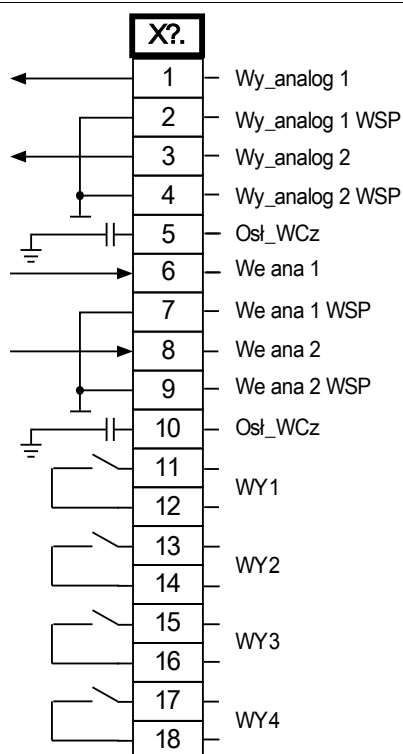 X?.
1 Wy_analog 1
2 Wy_analog 1 WSP
3 Wy_analog 2
4 Wy_analog 2 WSP
5 Osł_WCz
6 We ana 1
7 We ana 1 WSP
8 We ana 2
9 We ana 2 WSP
10 Osł_WCz
11
WY1
12
13
WY2
14
15
WY3
16
17
WY4
18